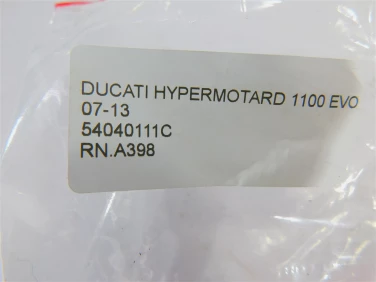 DUCATI HYPERMOTARD 1100 EVO
07-13
54040111C
RN.A398